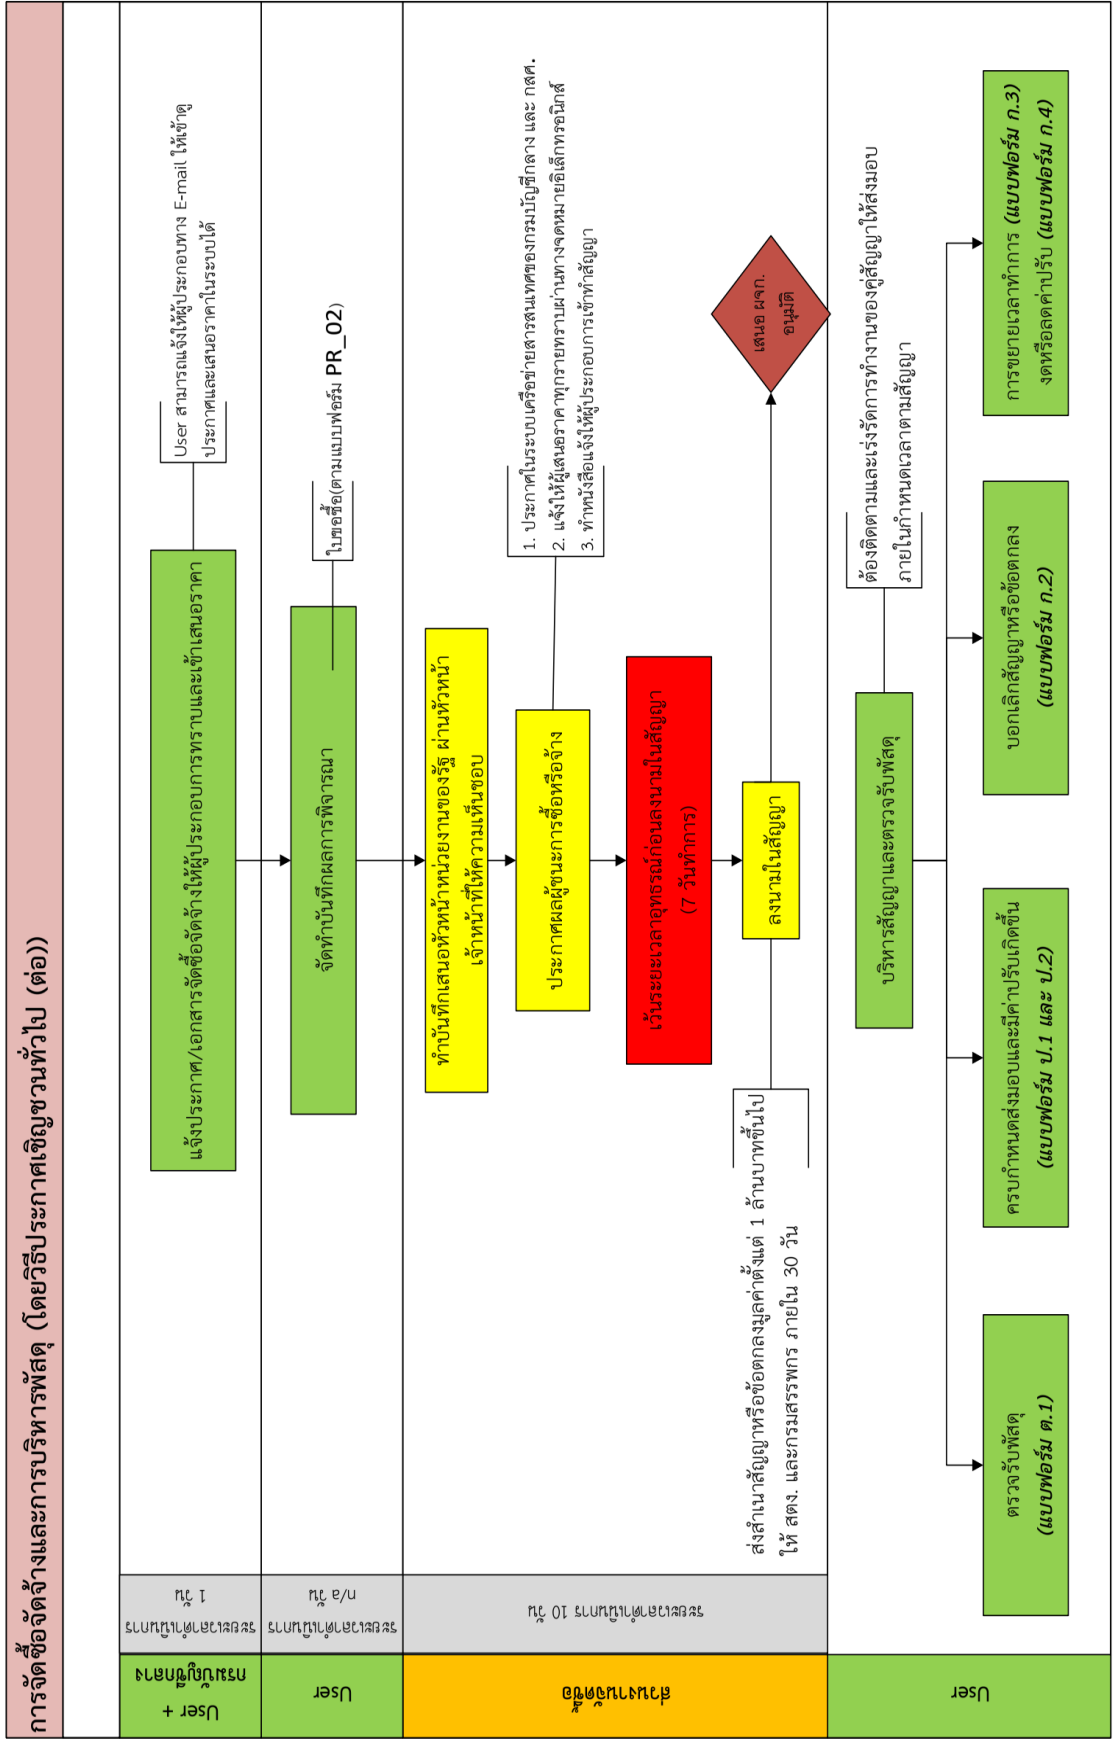 การจัดซื้อจัดจ้างและการบริหารพัสดุ (โดยวิธีประกาศเชิญชวนทั่วไป (ต่อ))
User +
กรมบัญชีกลาง
ระยะเวลาดำเนินการ
1 วัน
แจ้งประกาศ/เอกสารจัดซื้อจัดจ้างให้ผู้ประกอบการทราบและเข้าเสนอราคา
User สามารถแจ้งให้ผู้ประกอบทาง E-mail ให้เข้าดู
ประกาศและเสนอราคาในระบบได้
User
ระยะเวลาดำเนินการ
n/a วัน
จัดทำบันทึกผลการพิจารณา
ใบขอซื้อ(ตามแบบฟอร์ม PR_02)
ส่วนงานจัดซื้อ
ระยะเวลาดำเนินการ 10 วัน
ทำบันทึกเสนอหัวหน้าหน่วยงานของรัฐ ผ่านหัวหน้า
เจ้าหน้าที่ให้ความเห็นชอบ
ประกาศผลผู้ชนะการซื้อหรือจ้าง
1. ประกาศในระบบเครือข่ายสารสนเทศของกรมบัญชีกลาง และ กสศ.
2. แจ้งให้ผู้เสนอราคาทุกรายทราบผ่านทางจดหมายอิเล็กทรอนิกส์
3. ทำหนังสือแจ้งให้ผู้ประกอบการเข้าทำสัญญา
เว้นระยะเวลาอุทธรณ์ก่อนลงนามในสัญญา
(7 วันทำการ)
ลงนามในสัญญา
เสนอ ผจก.
อนุมัติ
ส่งสำเนาสัญญาหรือข้อตกลงมูลค่าตั้งแต่ 1 ล้านบาทขึ้นไป
ให้ สตง. และกรมสรรพกร ภายใน 30 วัน
User
บริหารสัญญาและตรวจรับพัสดุ
ต้องติดตามและเร่งรัดการทำงานของคู่สัญญาให้ส่งมอบ
ภายในกำหนดเวลาตามสัญญา
ตรวจรับพัสดุ
(แบบฟอร์ม ต.1)
ครบกำหนดส่งมอบและมีค่าปรับเกิดขึ้น
(แบบฟอร์ม ป.1 และ ป.2)
บอกเลิกสัญญาหรือข้อตกลง
(แบบฟอร์ม ก.2)
การขยายเวลาทำการ (แบบฟอร์ม ก.3)
งดหรือลดค่าปรับ (แบบฟอร์ม ก.4)